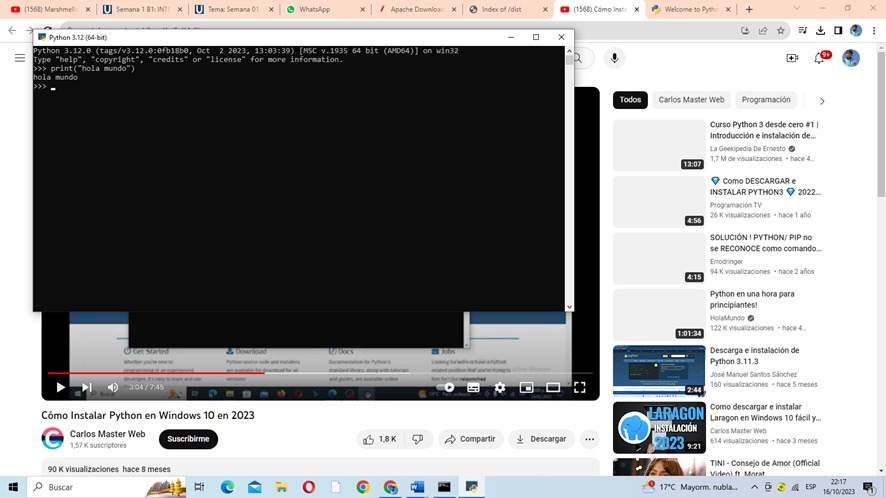 (1568) Marshmello
Semana 1 B1: INTR
Tema: Semana 01
WhatsApp
Apache Download
Index of /dist
(1568) Cómo Inst
Welcome to Pytho
Python 3.12 (64-bit)
Python 3.12.0 (tags/v3.12.0:0fb18b0, Oct  2 2023, 13:03:39) [MSC v.1935 64 bit (AMD64)] on win32
Type "help", "copyright", "credits" or "license" for more information.
>>> print("hola mundo")
hola mundo
>>>
9+
Todos
Carlos Master Web
Programación
Curso Python 3 desde cero #1 |
Introducción e instalación de...
La Geekipedia De Ernesto
1,7 M de visualizaciones • hace 4...
13:07
💎 Como DESCARGAR e
INSTALAR PYTHON3 💎 2022...
Programación TV
26 K visualizaciones • hace 1 año
4:56
SOLUCIÓN ! PYTHON/ PIP no
se RECONOCE como comando...
Errodringer
94 K visualizaciones • hace 2 años
4:15
Python en una hora para
principiantes!
HolaMundo
122 K visualizaciones • hace 4...
1:01:34
Descarga e instalación de
Python 3.11.3
José Manuel Santos Sánchez
160 visualizaciones • hace 5 meses
2:44
Como descargar e instalar
Laragon en Windows 10 fácil y...
Carlos Master Web
614 visualizaciones • hace 3 meses
LARAGON
INSTALACIÓN
2023
9:21
TINI - Consejo de Amor (Official
Video) ft. Morat
Get Started
Download
Docs
Jobs
3:04 / 7:45
Cómo Instalar Python en Windows 10 en 2023
Carlos Master Web
1,57 K suscriptores
Suscribirme
1,8 K
Compartir
Descargar
90 K visualizaciones  hace 8 meses
Buscar
17°C  Mayorm. nubla...
ESP
22:17
16/10/2023